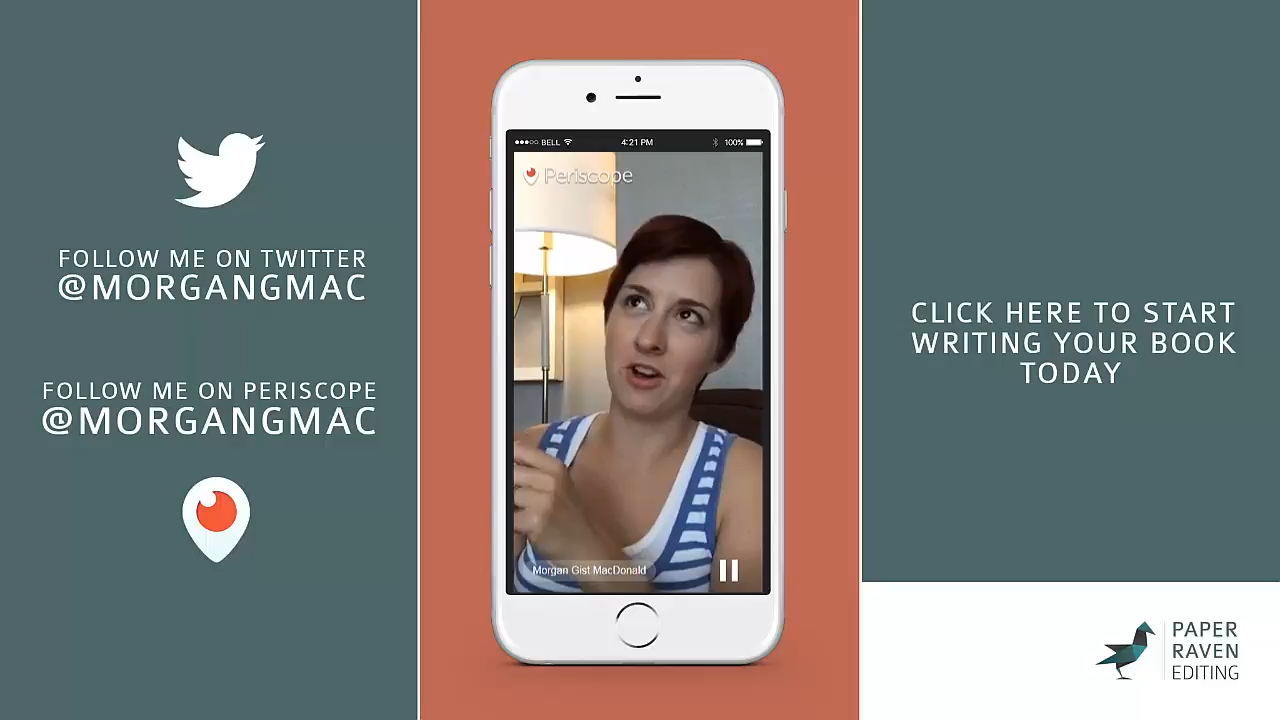 FOLLOW ME ON TWITTER
@MORGANGMAC
FOLLOW ME ON PERISCOPE
@MORGANGMAC
BELL
4:21 PM
100%
Periscope
Morgan Gist MacDonald
CLICK HERE TO START
WRITING YOUR BOOK
TODAY
PAPER
RAVEN
EDITING